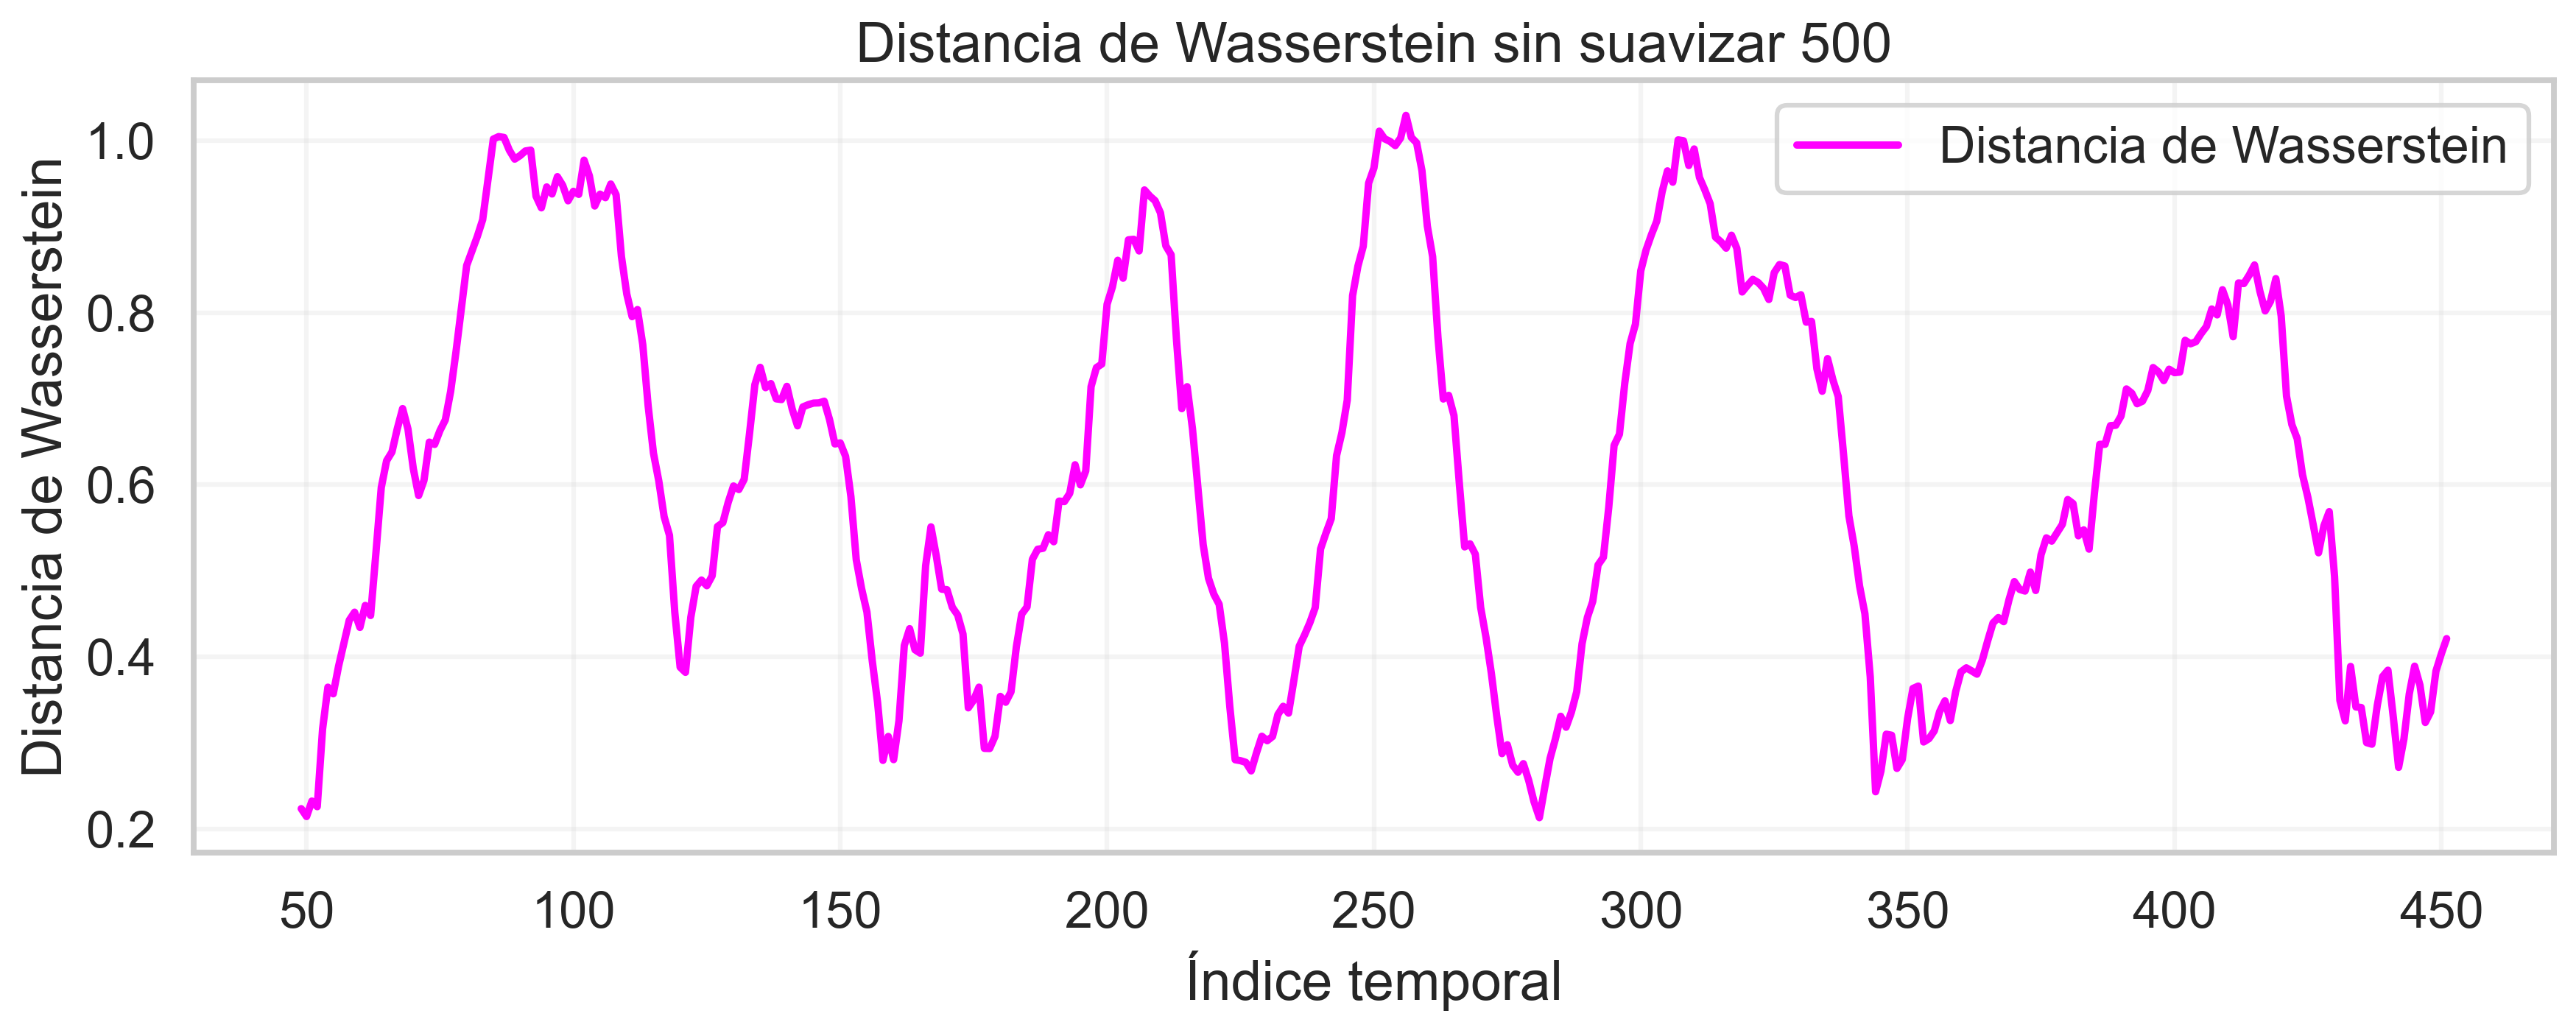 Distancia de Wasserstein sin suavizar 500
Distancia de Wasserstein
Distancia de Wasserstein
1.0
0.8
0.6
0.4
0.2
50 100 150 200 250 300 350 400 450
Índice temporal